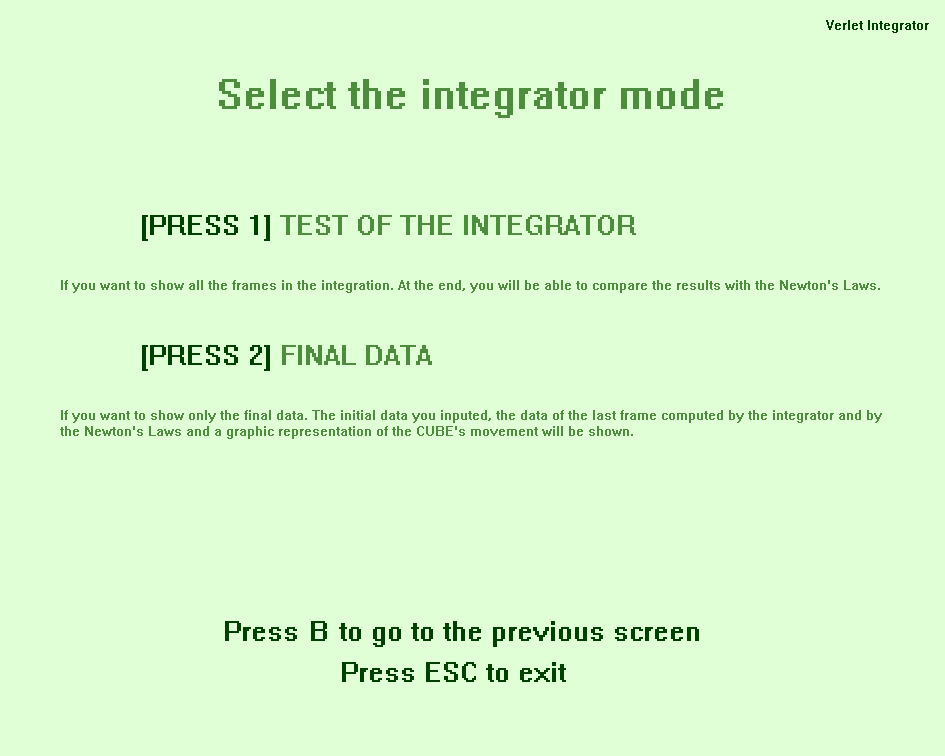 Verlet Integrator
Select the integrator mode
[PRESS 1] TEST OF THE INTEGRATOR
If you want to show all the frames in the integration. At the end, you will be able to compare the results with the Newton's Laws.
[PRESS 2] FINAL DATA
If you want to show only the final data. The initial data you inputed, the data of the last frame computed by the integrator and by
the Newton's Laws and a graphic representation of the CUBE's movement will be shown.
Press B to go to the previous screen
Press ESC to exit